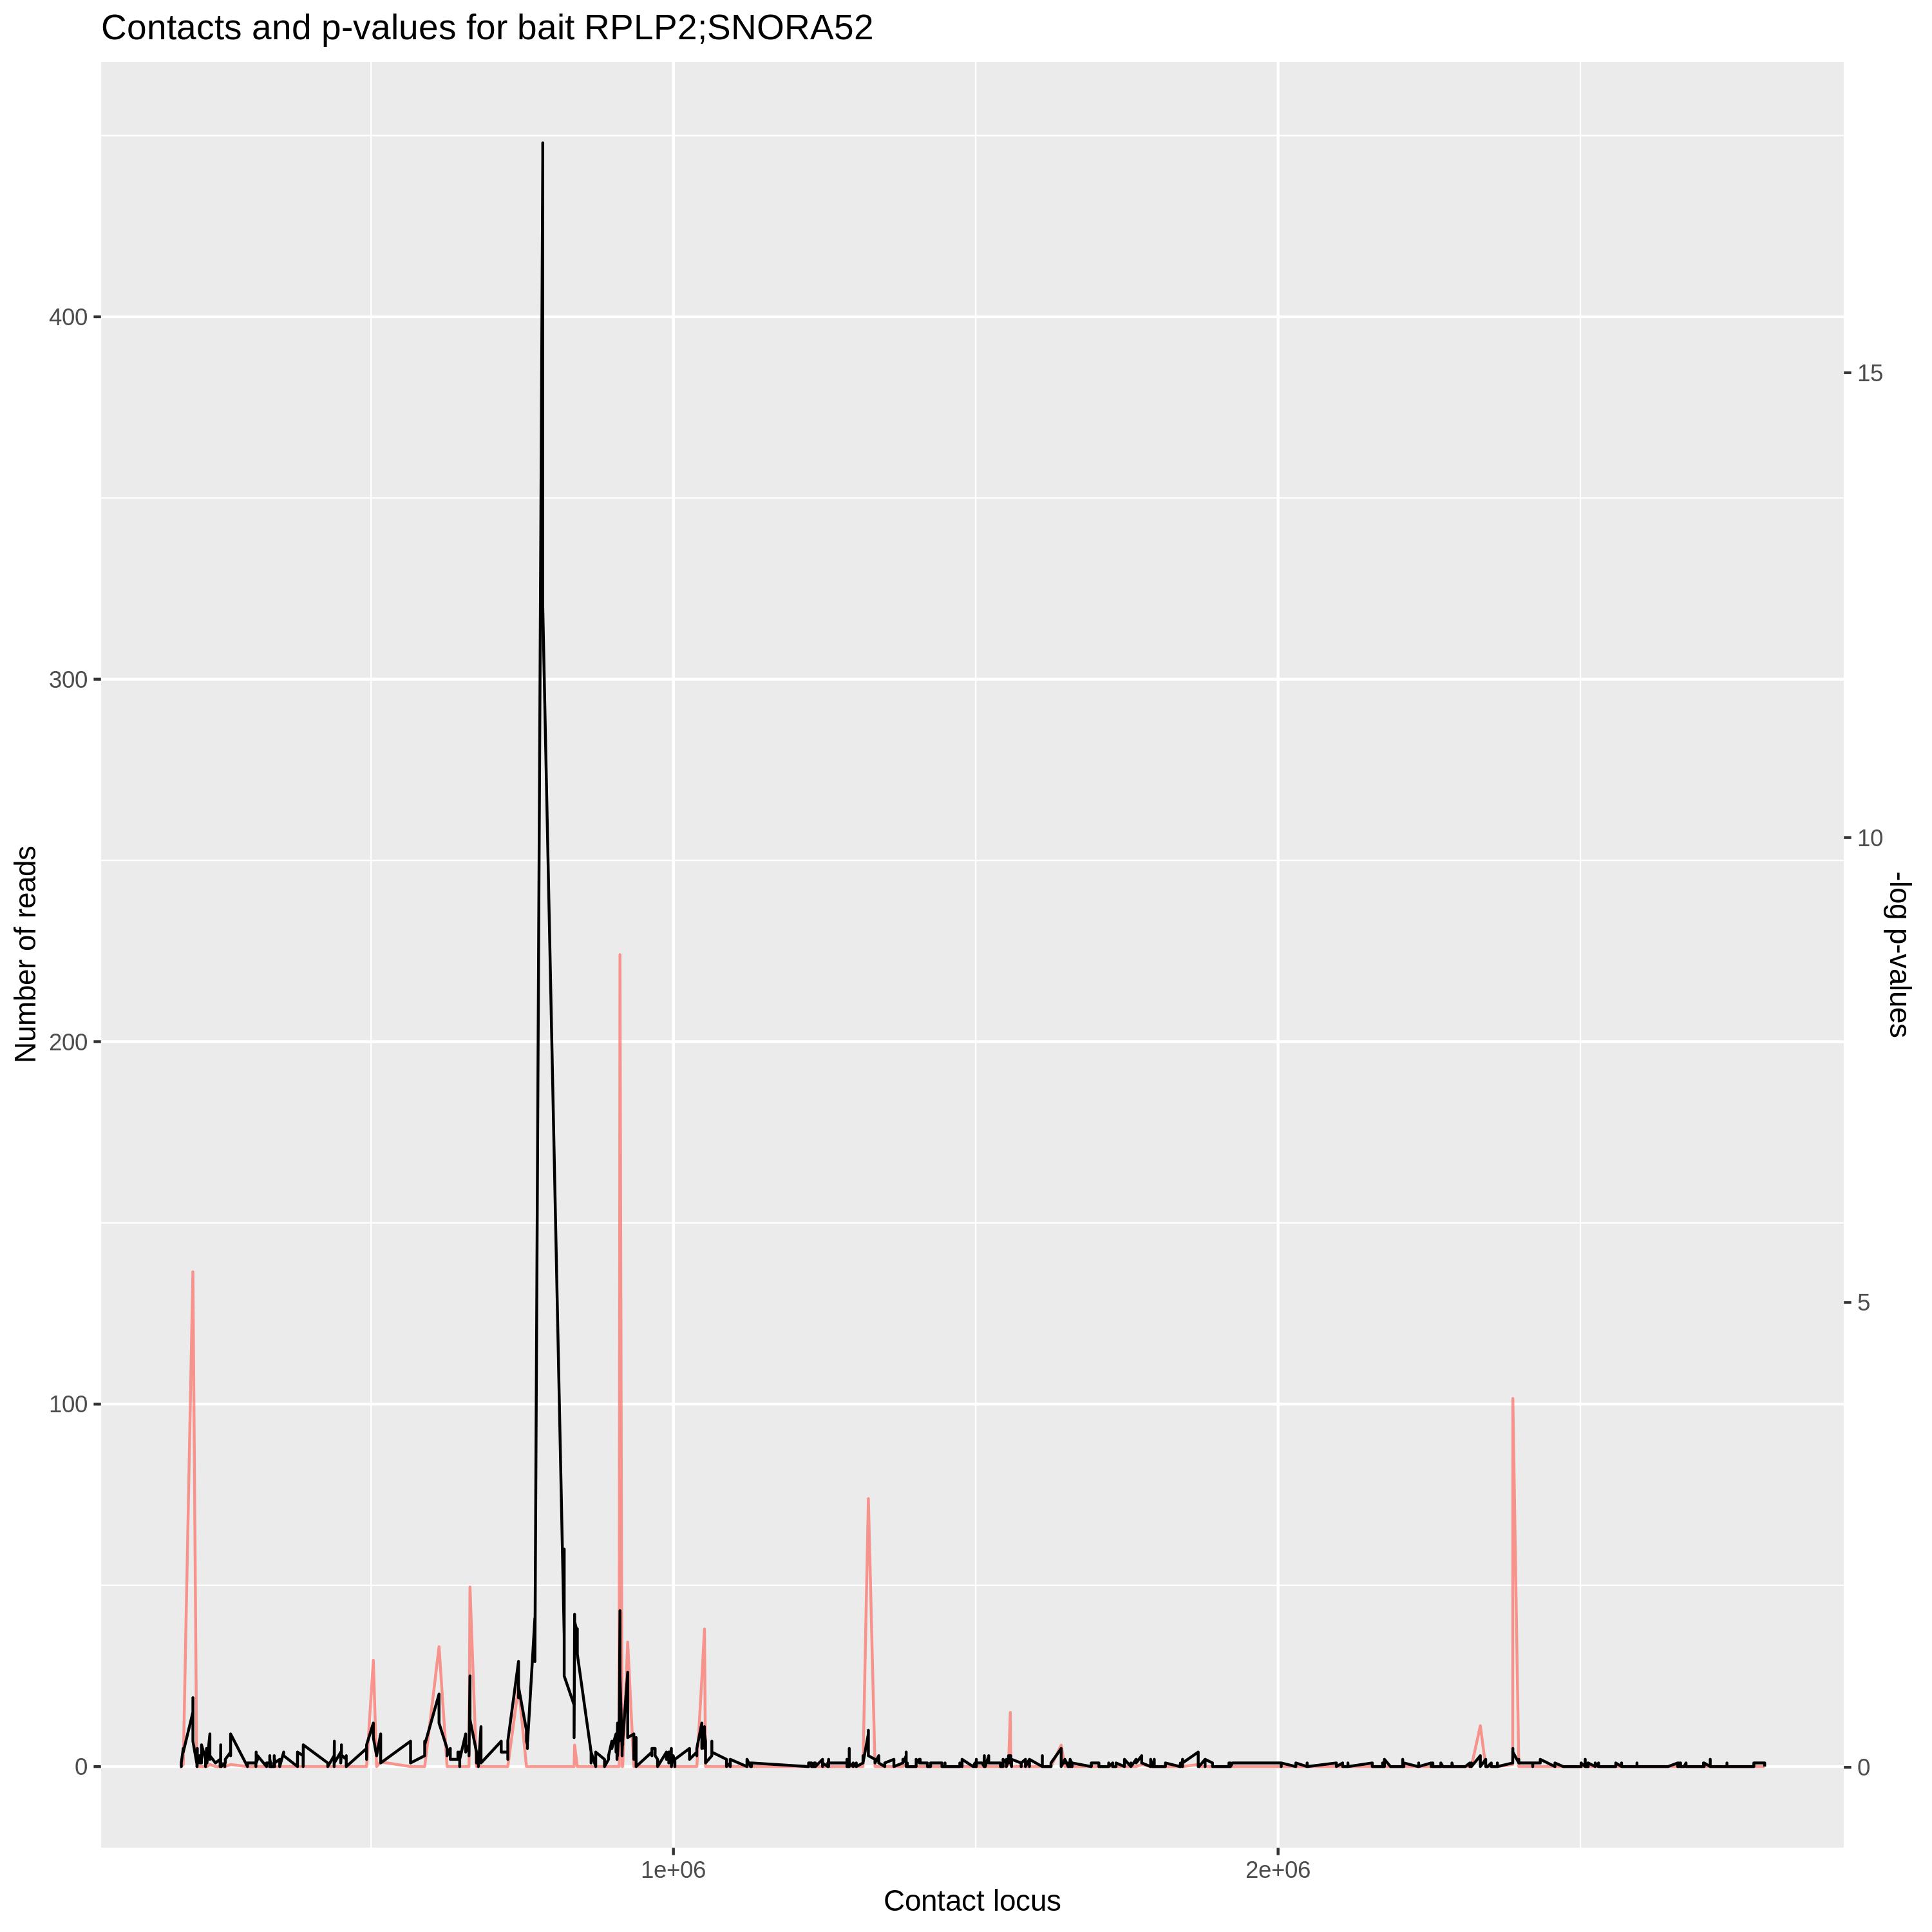 Contacts and p-values for bait RPLP2;SNORA52
Number of reads
400
300
200
100
0
15
10
5
0
-log p-values
1e+06
2e+06
Contact locus